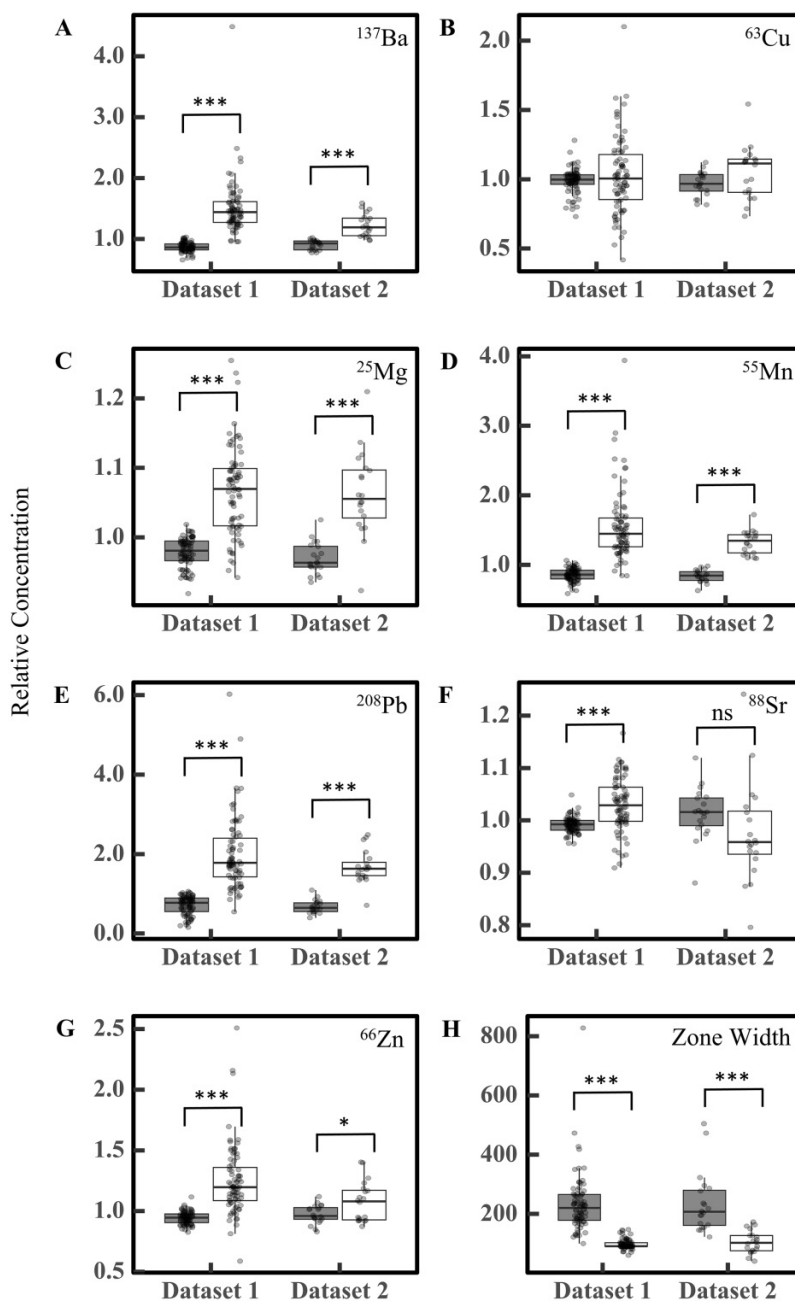 Relative Concentration
A
¹³⁷Ba
4.0
3.0
2.0
1.0
***
***
Dataset 1 Dataset 2
B
⁶³Cu
2.0
1.5
1.0
0.5
Dataset 1 Dataset 2
C
²⁵Mg
1.2
1.1
1.0
***
***
Dataset 1 Dataset 2
D
⁵⁵Mn
4.0
3.0
2.0
1.0
***
***
Dataset 1 Dataset 2
E
²⁰⁸Pb
6.0
4.0
2.0
0.0
***
***
Dataset 1 Dataset 2
F
⁸⁸Sr
1.2
1.1
1.0
0.9
0.8
***
ns
Dataset 1 Dataset 2
G
⁶⁶Zn
2.5
2.0
1.5
1.0
0.5
***
*
Dataset 1 Dataset 2
H
Zone Width
800
600
400
200
***
***
Dataset 1 Dataset 2